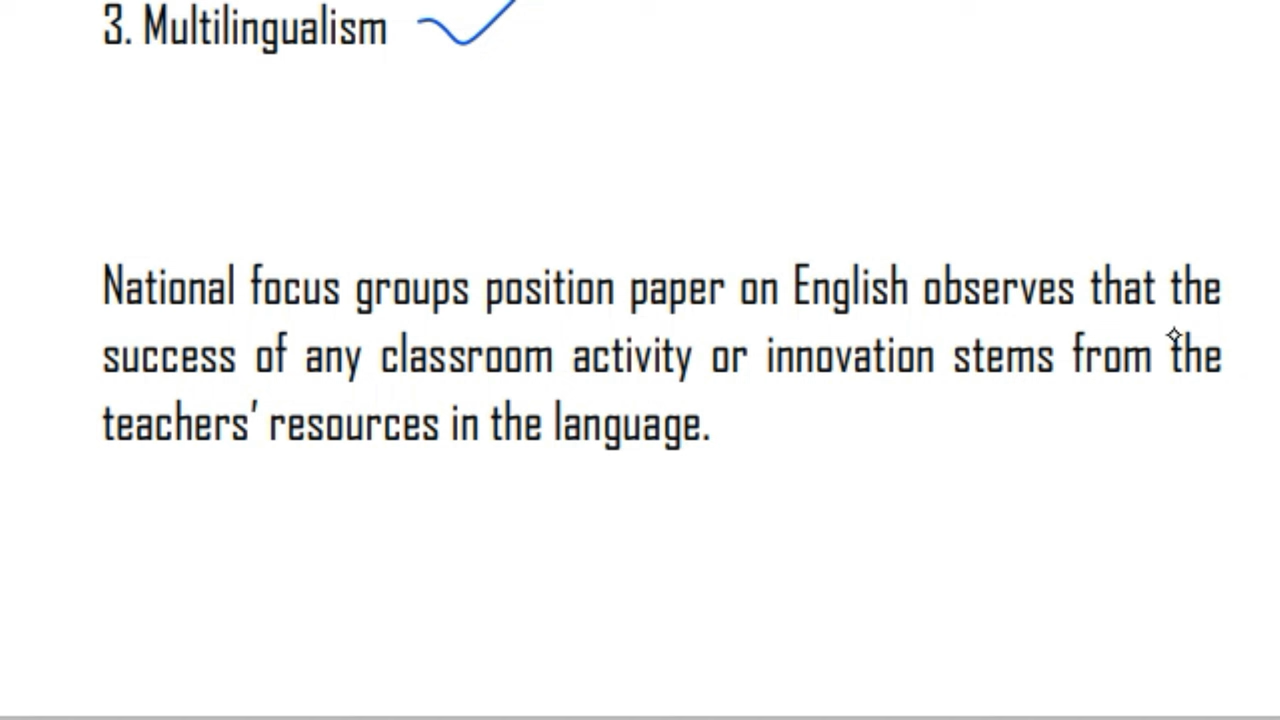 3. Multilingualism
National focus groups position paper on English observes that the
success of any classroom activity or innovation stems from the
teachers’ resources in the language.